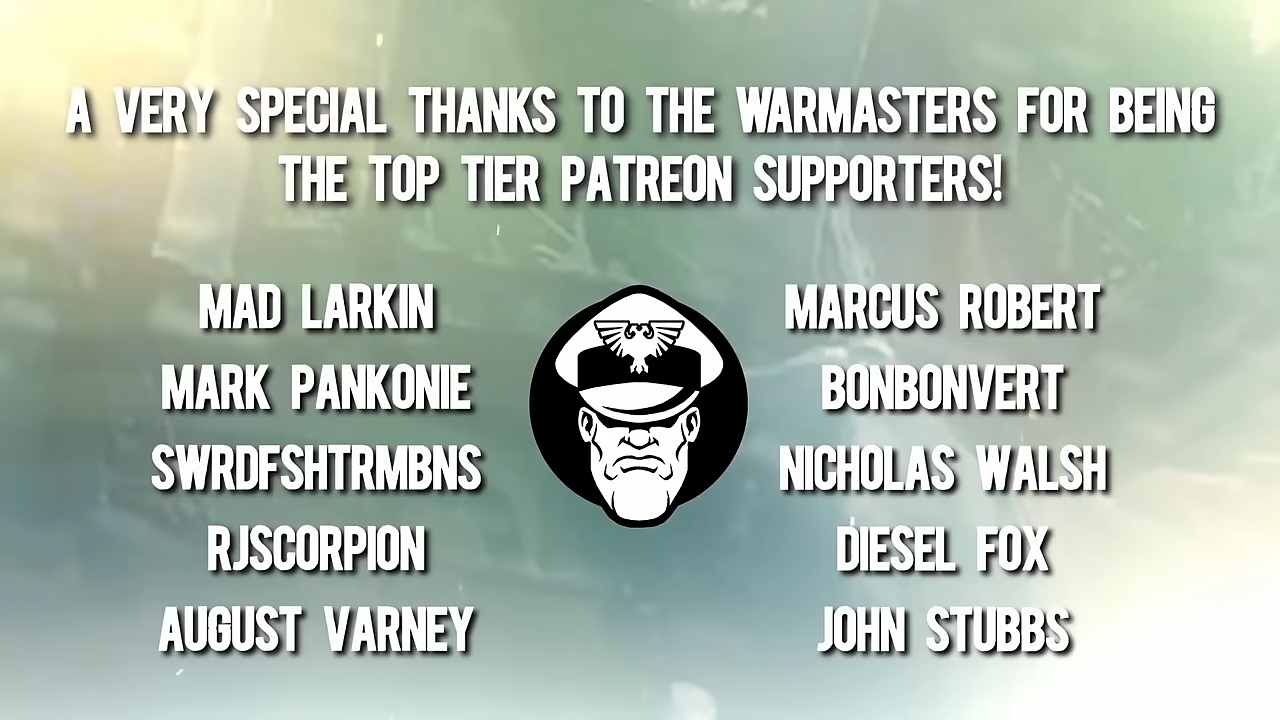 A VERY SPECIAL THANKS TO THE WARMASTERS FOR BEING
THE TOP TIER PATREON SUPPORTERS!
MAD LARKIN
MARK PANKONIE
SWRDFSHTRMBNS
RJSCORPION
AUGUST VARNEY
MARCUS ROBERT
BONBONVERT
NICHOLAS WALSH
DIESEL FOX
JOHN STUBBS